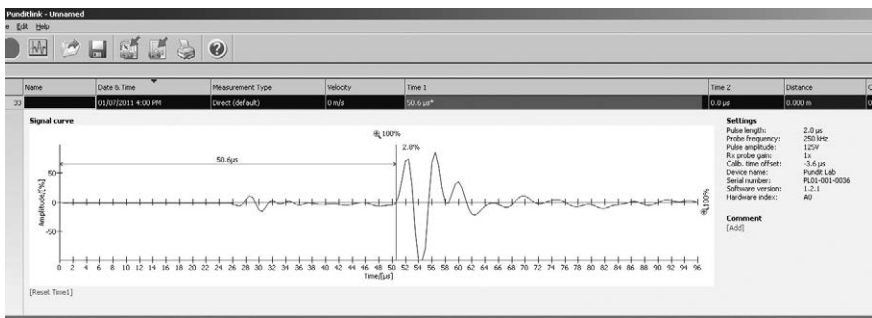 Punditlink - Unnamed
Edit Help
Name Date & Time Measurement Type Velocity Time 1 Time 2 Distance
33 01/07/2011 4:00 PM Direct (default) 0 m/s 50.6 µs* 0.0 µs 0.000 m
Signal curve
100%
2.0%
50.6µs
50
0
-50
Amplitude/[%]
100%
0 2 4 6 8 10 12 14 16 18 20 22 24 26 28 30 32 34 36 38 40 42 44 46 48 50 52 54 56 58 60 62 64 66 68 70 72 74 76 78 80 82 84 86 88 90 92 94 96
Time/[µs]
[Reset Time1]
Settings
Pulse length: 2.0 µs
Probe frequency: 250 kHz
Pulse amplitude: 125V
Rx probe gain: 1x
Calib. time offset: -3.6 µs
Device name: Pundit Lab
Serial number: PL01-001-0036
Software version: 1.2.1
Hardware index: A0
Comment
[Add]